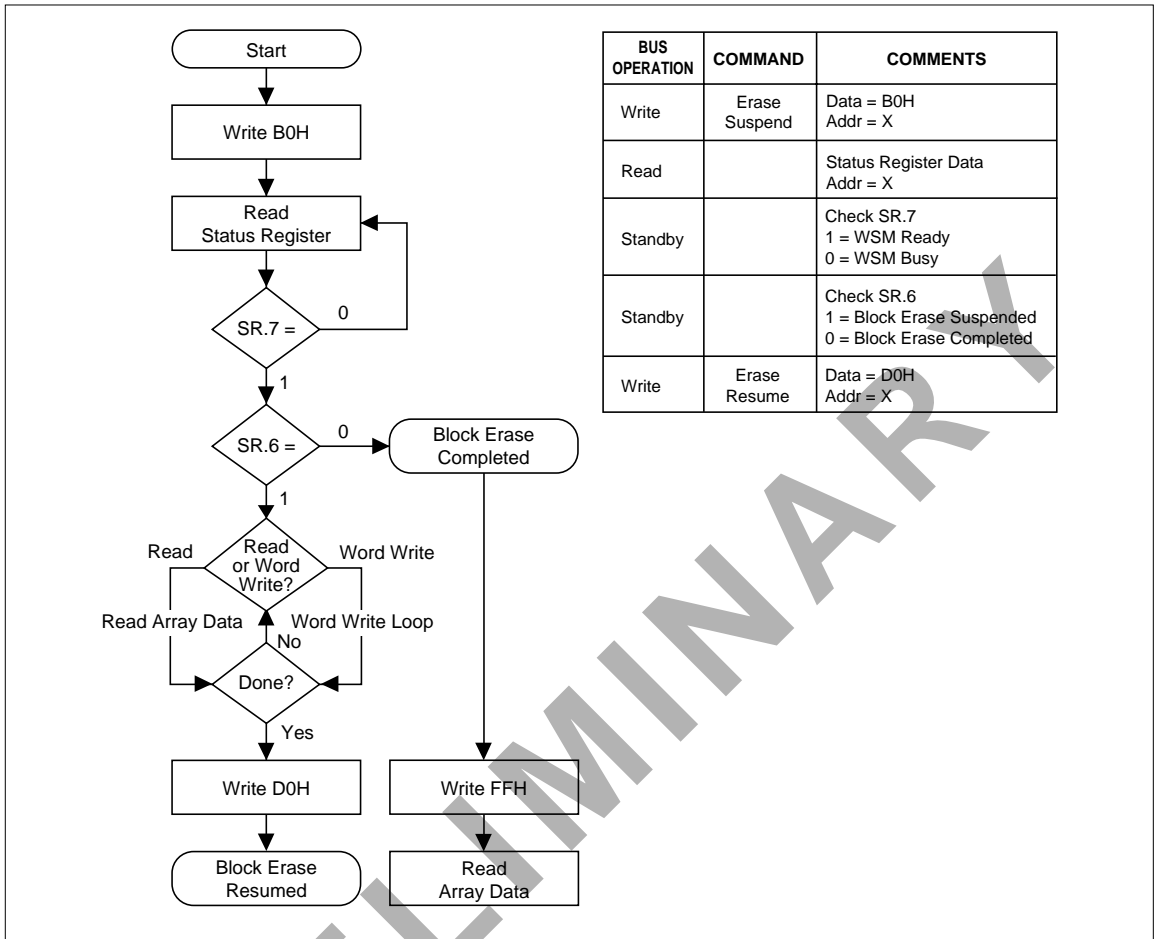 Start
Write B0H
Read
Status Register
SR.7 =
0
1
SR.6 =
0
Block Erase
Completed
1
Read
Read
or Word
Write?
Word Write
Read Array Data
Word Write Loop
No
Done?
Yes
Write D0H
Write FFH
Block Erase
Resumed
Read
Array Data
BUS
OPERATION
COMMAND
COMMENTS
Write
Erase
Suspend
Data = B0H
Addr = X
Read
Status Register Data
Addr = X
Standby
Check SR.7
1 = WSM Ready
0 = WSM Busy
Standby
Check SR.6
1 = Block Erase Suspended
0 = Block Erase Completed
Write
Erase
Resume
Data = D0H
Addr = X
LIMINARY